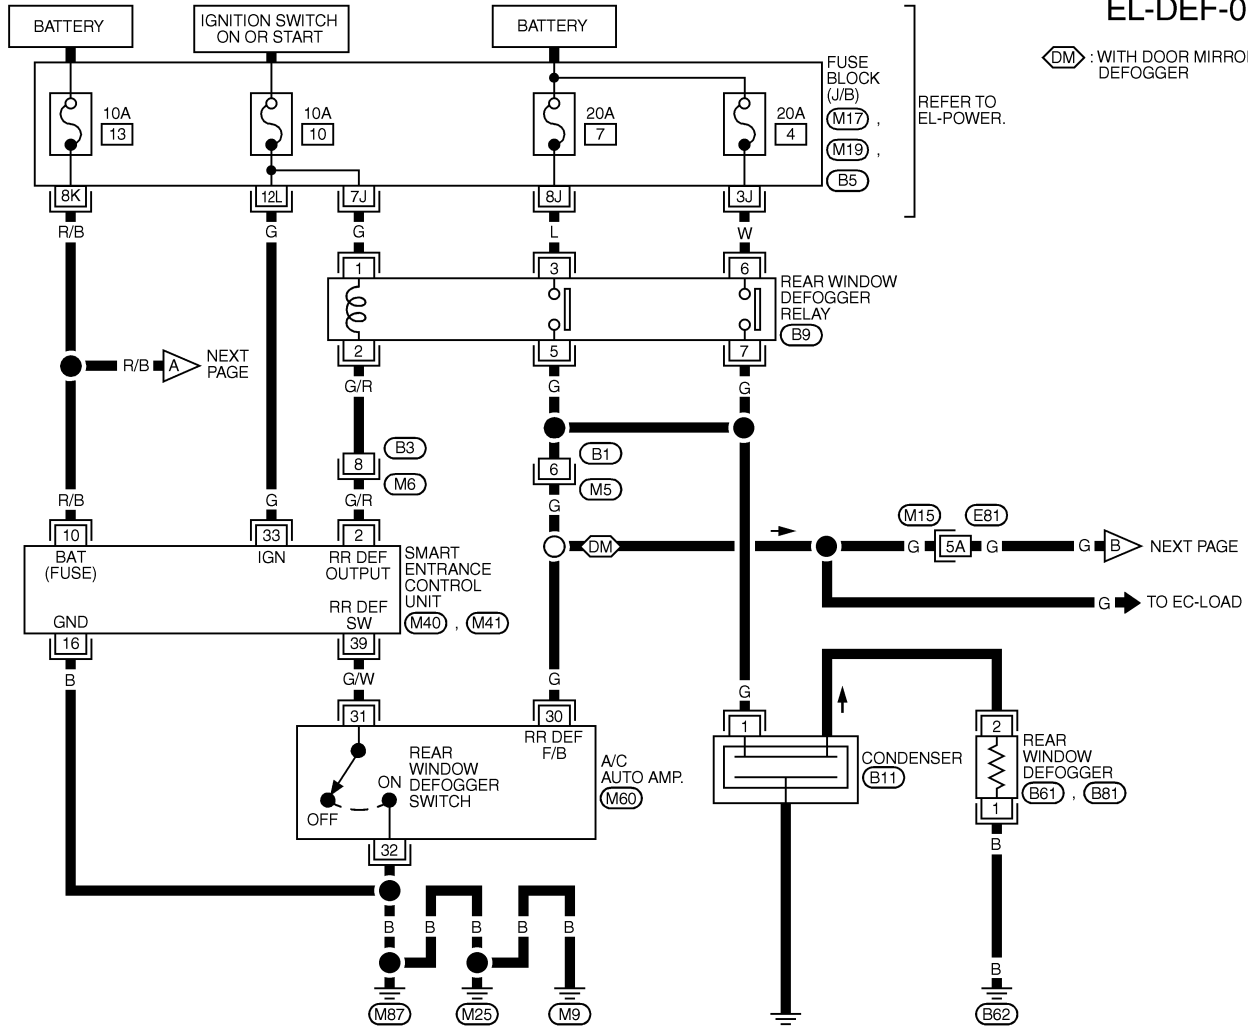 EL-DEF-0
BATTERY
IGNITION SWITCH
ON OR START
BATTERY
DM : WITH DOOR MIRROR
DEFOGGER
FUSE
BLOCK
(J/B)
M17 ,
M19 ,
B5
REFER TO
EL-POWER.
10A
13
10A
10
20A
7
20A
4
8K
12L
7J
8J
3J
R/B
G
G
L
W
1
3
6
REAR WINDOW
DEFOGGER
RELAY
B9
2
5
7
R/B
A
NEXT
PAGE
G/R
G
G
8
B3
M6
6
B1
M5
R/B
G
G/R
G
10
33
2
BAT
(FUSE)
IGN
RR DEF
OUTPUT
SMART
ENTRANCE
CONTROL
UNIT
M40 , M41
GND
RR DEF
SW
16
39
DM
M15
E81
G
5A
G
G
B
NEXT PAGE
G
TO EC-LOAD
B
G/W
G
G
31
30
1
2
RR DEF
F/B
REAR
WINDOW
DEFOGGER
SWITCH
ON
OFF
A/C
AUTO AMP.
M60
CONDENSER
B11
REAR
WINDOW
DEFOGGER
B61 , B81
1
32
B
B
B
B
B
B
B
M87
M25
M9
B62